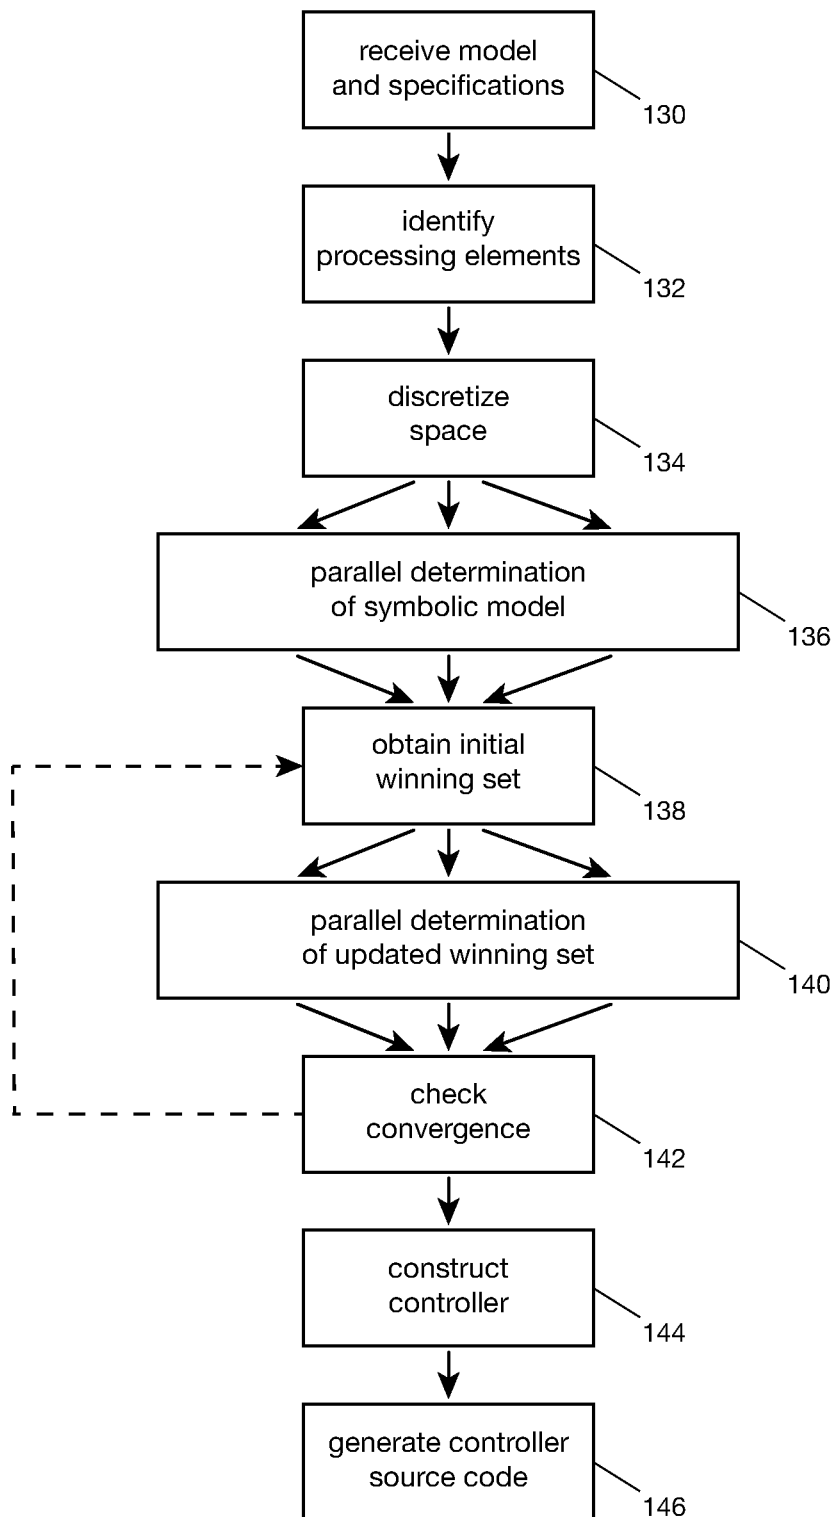 receive model
and specifications
130
identify
processing elements
132
discretize
space
134
parallel determination
of symbolic model
136
obtain initial
winning set
138
parallel determination
of updated winning set
140
check
convergence
142
construct
controller
144
generate controller
source code
146